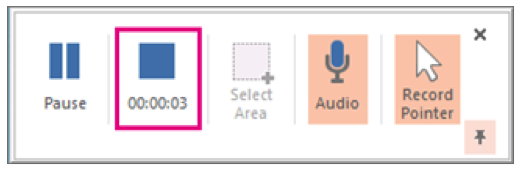 Pause
00:00:03
Select
Area
Audio
Record
Pointer